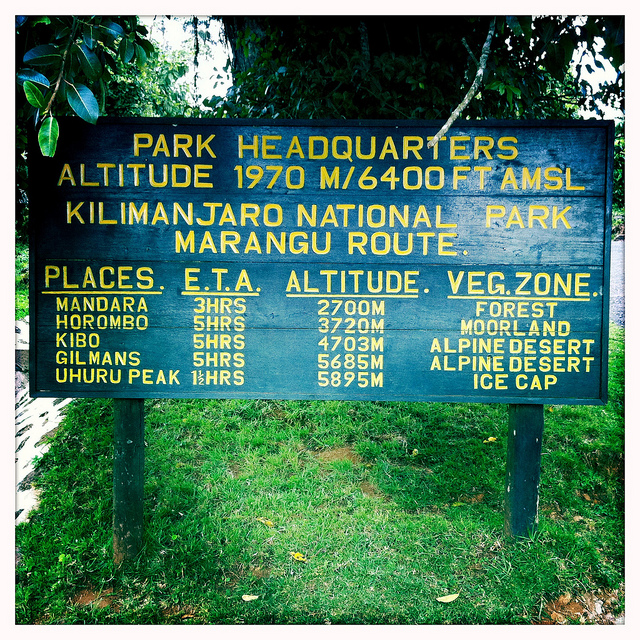 PARK HEADQUARTERS
ALTITUDE 1970 M/6400 FT AMSL
KILIMANJARO NATIONAL PARK
MARANGU ROUTE.
PLACES. E.T.A. ALTITUDE. VEG.ZONE.
MANDARA 3HRS 2700M FOREST
HOROMBO 5HRS 3720M MOORLAND
KIBO 5HRS 4703M ALPINE DESERT
GILMANS 5HRS 5685M ALPINE DESERT
UHURU PEAK 1½HRS 5895M ICE CAP